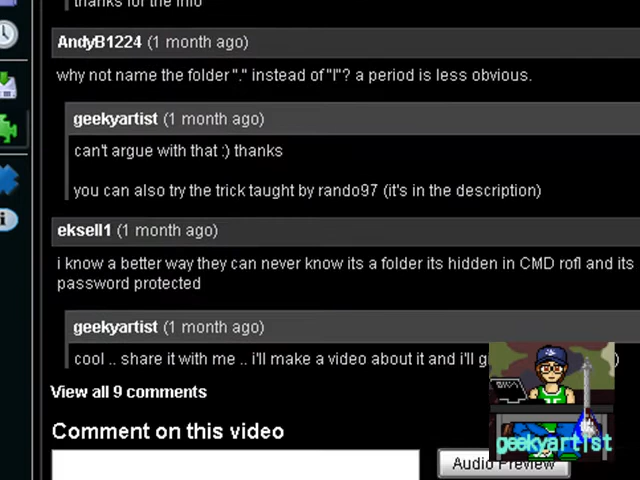 thanks for the info
AndyB1224 (1 month ago)
why not name the folder "." instead of "l"? a period is less obvious.
geekyartist (1 month ago)
can't argue with that :) thanks
you can also try the trick taught by rando97 (it's in the description)
eksell1 (1 month ago)
i know a better way they can never know its a folder its hidden in CMD rofl and its
password protected
geekyartist (1 month ago)
cool .. share it with me .. i'll make a video about it and i'll
View all 9 comments
Comment on this video
geekyartist
Audio Preview